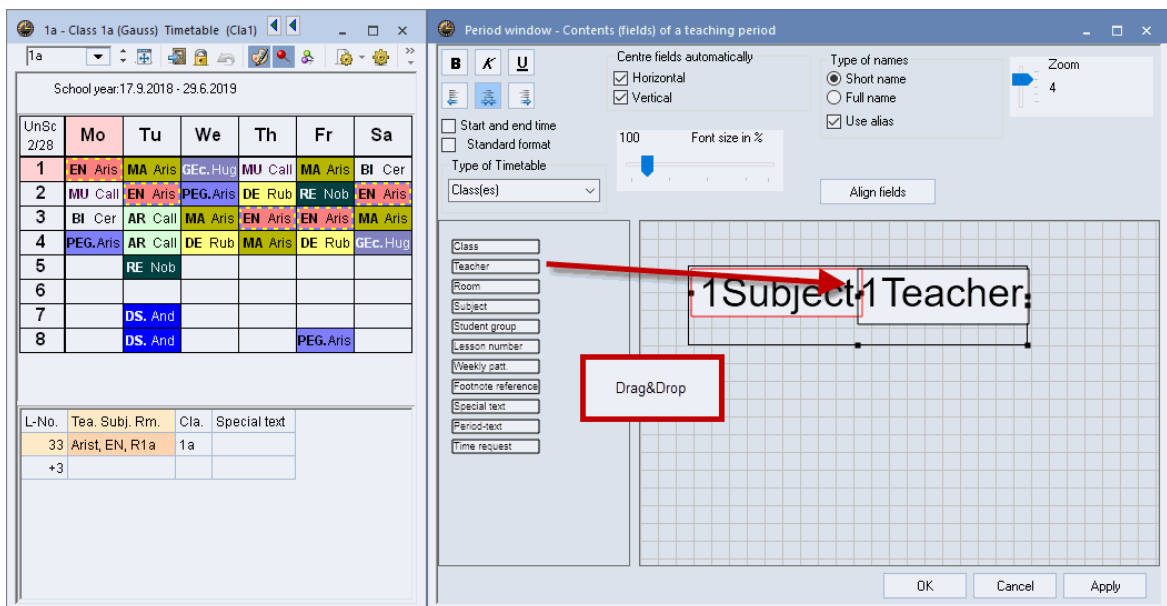 1a - Class 1a (Gauss) Timetable (Cla1)
1a
School year:17.9.2018 - 29.6.2019
UnSc 2/28 Mo Tu We Th Fr Sa
1 EN Aris MA Aris GEc.Hug MU Call MA Aris BI Cer
2 MU Call EN Aris PEG.Aris DE Rub RE Nob EN Aris
3 BI Cer AR Call MA Aris EN Aris EN Aris MA Aris
4 PEG.Aris AR Call DE Rub MA Aris DE Rub GEc.Hug
5 RE Nob
6
7 DS. And
8 DS. And PEG.Aris
L-No. Tea. Subj. Rm. Cla. Special text
33 Arist, EN, R1a 1a
+3
Period window - Contents (fields) of a teaching period
B K U
Start and end time
Standard format
Type of Timetable
Class(es)
Centre fields automatically
Horizontal
Vertical
100 Font size in %
Type of names
Short name
Full name
Use alias
Align fields
Zoom
4
Class
Teacher
Room
Subject
Student group
Lesson number
Weekly patt.
Footnote reference
Special text
Period-text
Time request
Drag&Drop
1Subject 1Teacher
OK Cancel Apply